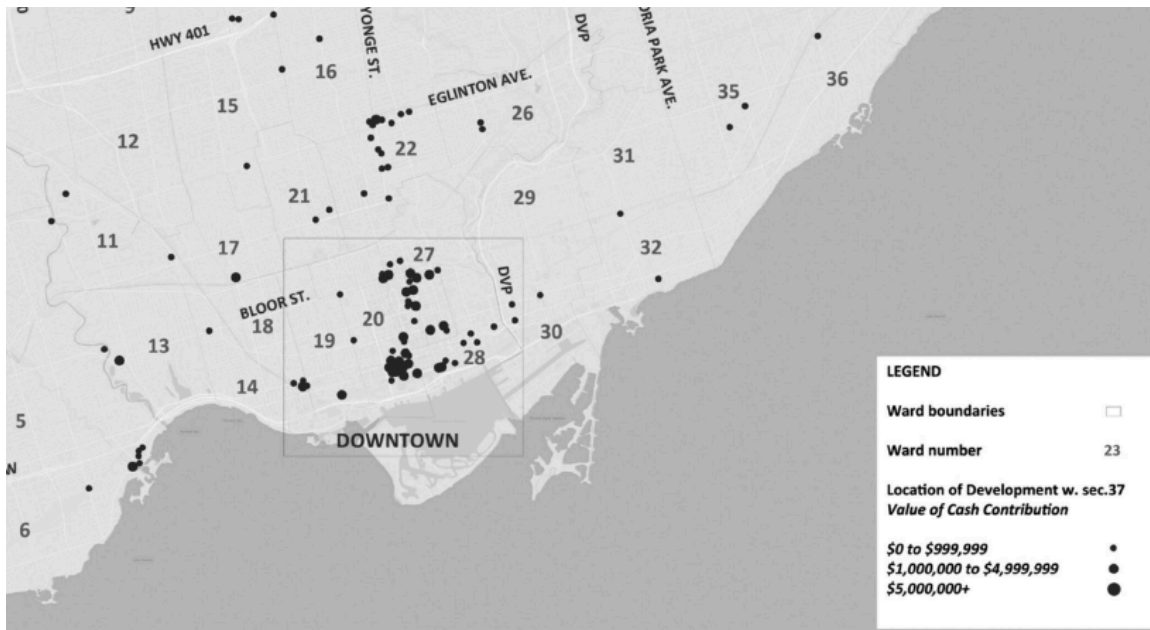 9
HWY 401
YONGE ST.
DVP
ORIA PARK AVE.
16
36
35
EGLINTON AVE.
15
26
12
22
31
21
29
11
17
27
32
DVP
BLOOR ST.
20
18
19
30
13
28
14
5
DOWNTOWN
6
LEGEND
Ward boundaries
Ward number 23
Location of Development w. sec.37
Value of Cash Contribution
$0 to $999,999
$1,000,000 to $4,999,999
$5,000,000+